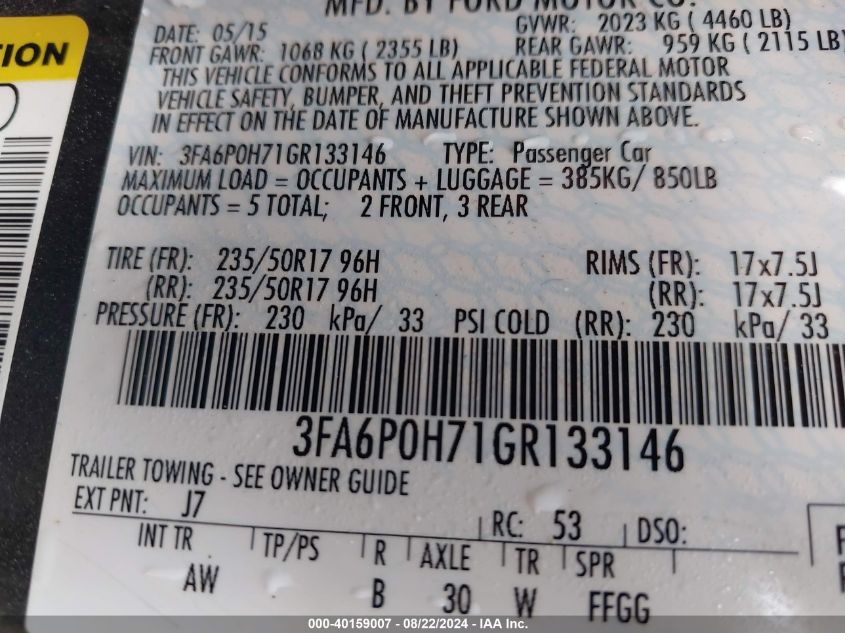 MFD. BY FORD MOTOR CO.
DATE: 05/15 GVWR: 2023 KG ( 4460 LB)
FRONT GAWR: 1068 KG ( 2355 LB) REAR GAWR: 959 KG ( 2115 LB)
THIS VEHICLE CONFORMS TO ALL APPLICABLE FEDERAL MOTOR
VEHICLE SAFETY, BUMPER, AND THEFT PREVENTION STANDARDS
IN EFFECT ON THE DATE OF MANUFACTURE SHOWN ABOVE.
VIN: 3FA6P0H71GR133146 TYPE: Passenger Car
MAXIMUM LOAD = OCCUPANTS + LUGGAGE = 385KG/ 850LB
OCCUPANTS = 5 TOTAL; 2 FRONT, 3 REAR
TIRE (FR): 235/50R17 96H RIMS (FR): 17x7.5J
(RR): 235/50R17 96H (RR): 17x7.5J
PRESSURE (FR): 230 kPa/ 33 PSI COLD (RR): 230 kPa/ 33
3FA6P0H71GR133146
TRAILER TOWING - SEE OWNER GUIDE
EXT PNT: J7 RC: 53 DSO:
INT TR TP/PS R AXLE TR SPR
AW B 30 W FFGG
000-40159007 - 08/22/2024 - IAA Inc.